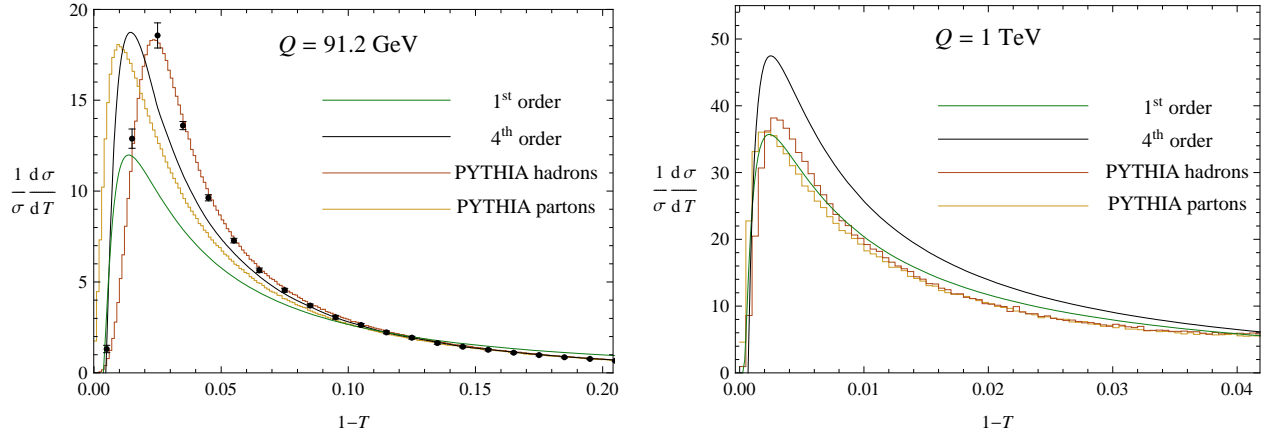 Q = 91.2 GeV
1st order
4th order
PYTHIA hadrons
PYTHIA partons
1/σ dσ/dT
0 5 10 15 20
0.00 0.05 0.10 0.15 0.20
1−T
Q = 1 TeV
1st order
4th order
PYTHIA hadrons
PYTHIA partons
1/σ dσ/dT
0 10 20 30 40 50
0.00 0.01 0.02 0.03 0.04
1−T